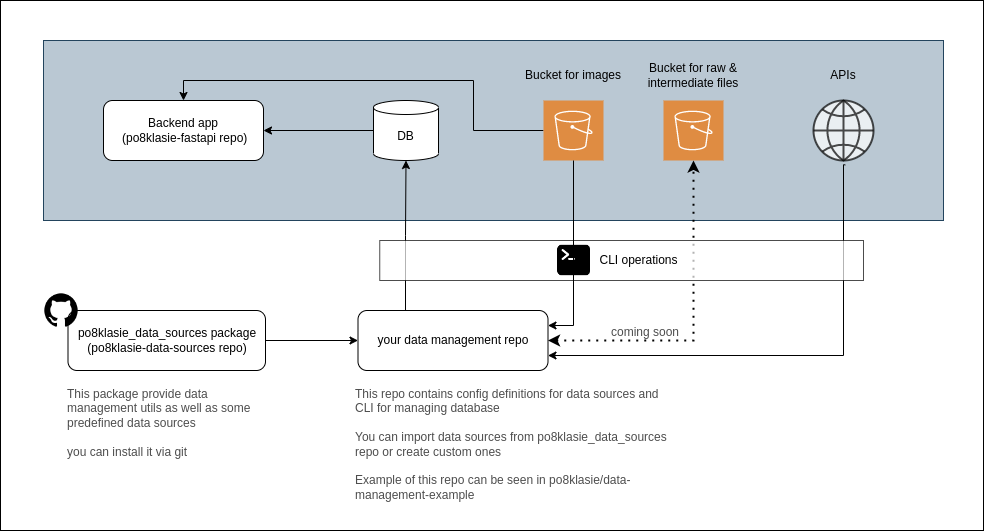 Bucket for images
Bucket for raw &
intermediate files
APIs
Backend app
(po8klasie-fastapi repo)
DB
CLI operations
po8klasie_data_sources package
(po8klasie-data-sources repo)
your data management repo
coming soon
This package provide data
management utils as well as some
predefined data sources
you can install it via git
This repo contains config definitions for data sources and
CLI for managing database
You can import data sources from po8klasie_data_sources
repo or create custom ones
Example of this repo can be seen in po8klasie/data-
management-example